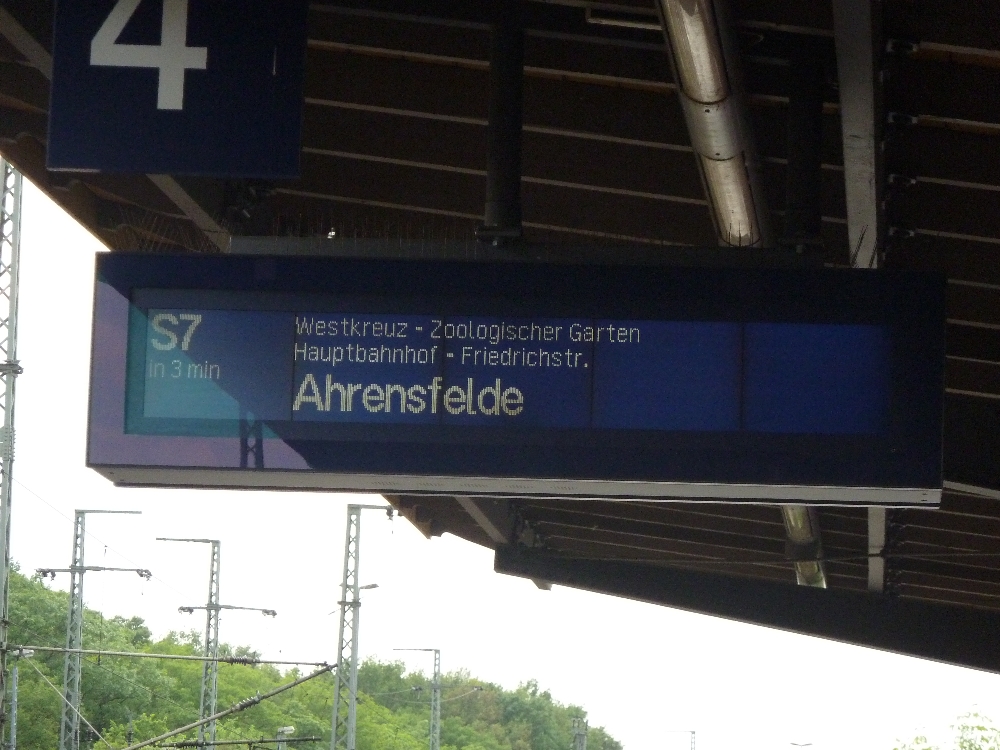 4
S7
in 3 min
Westkreuz - Zoologischer Garten
Hauptbahnhof - Friedrichstr.
Ahrensfelde